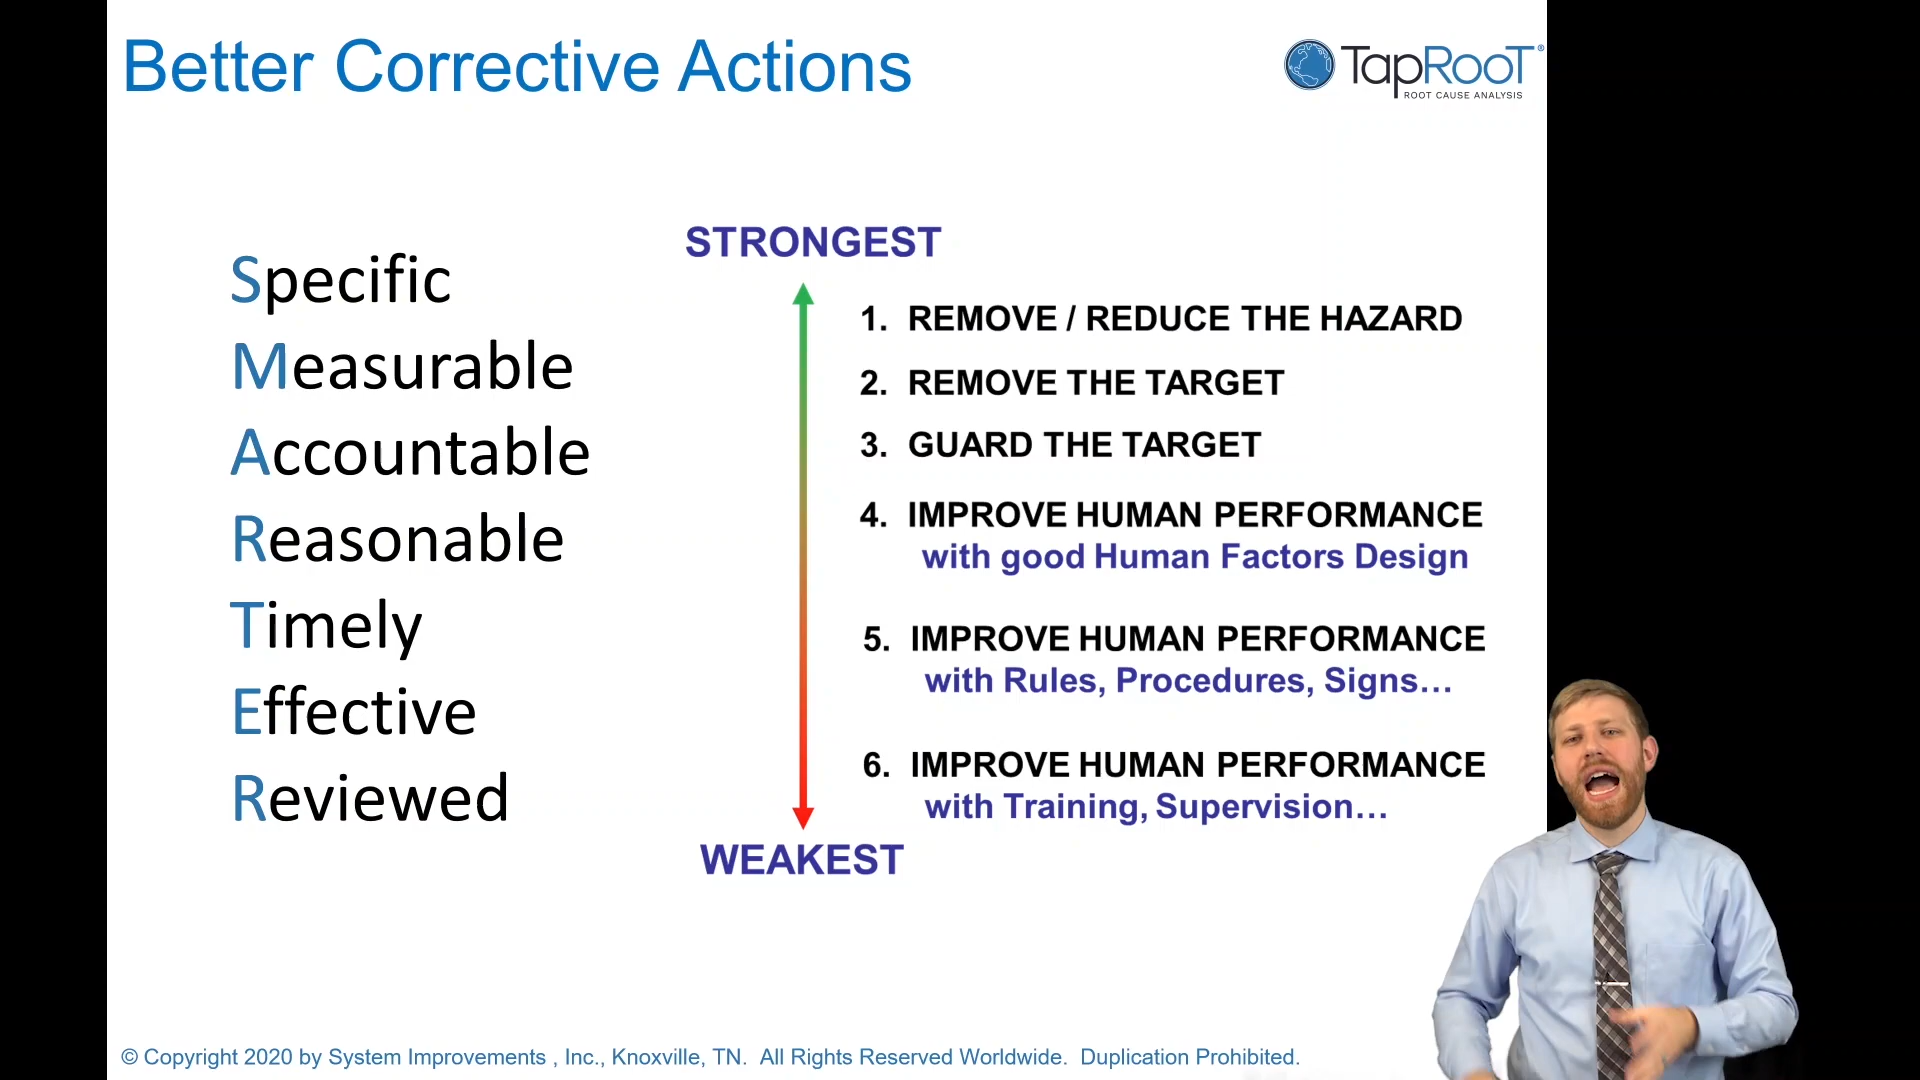 Better Corrective Actions
TapRooT®
ROOT CAUSE ANALYSIS
Specific
Measurable
Accountable
Reasonable
Timely
Effective
Reviewed
STRONGEST
1. REMOVE / REDUCE THE HAZARD
2. REMOVE THE TARGET
3. GUARD THE TARGET
4. IMPROVE HUMAN PERFORMANCE
with good Human Factors Design
5. IMPROVE HUMAN PERFORMANCE
with Rules, Procedures, Signs...
6. IMPROVE HUMAN PERFORMANCE
with Training, Supervision...
WEAKEST
© Copyright 2020 by System Improvements , Inc., Knoxville, TN. All Rights Reserved Worldwide. Duplication Prohibited.